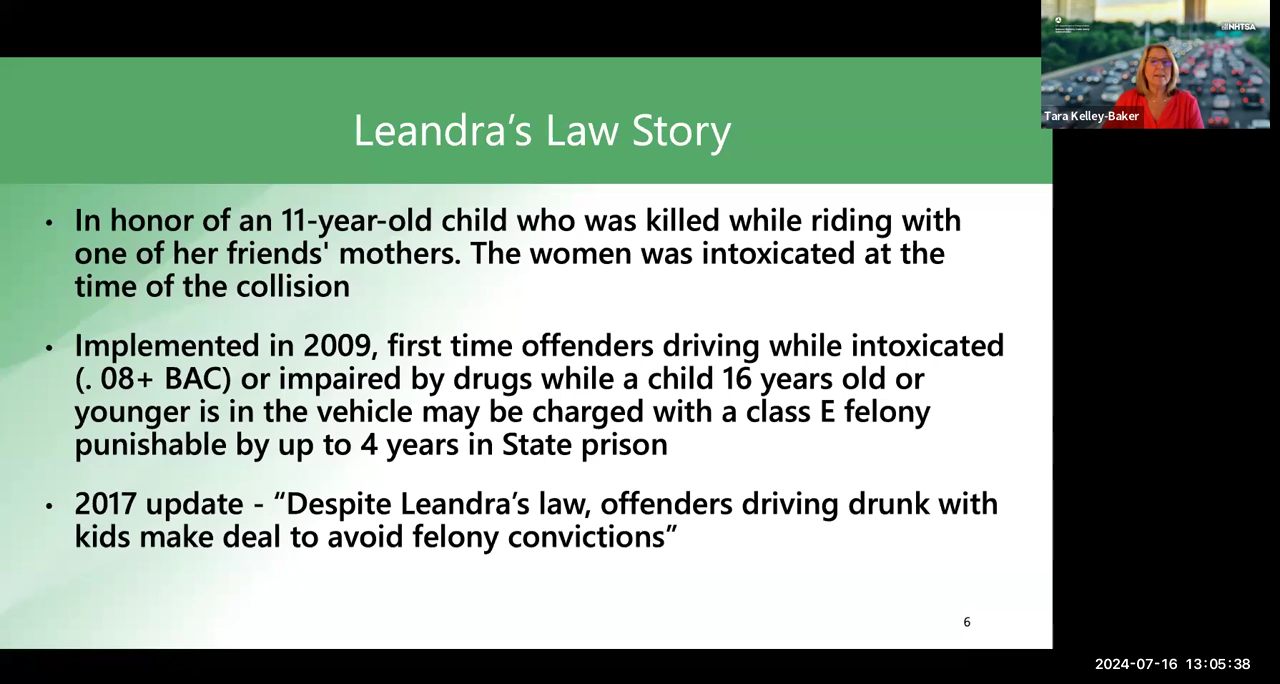 NHTSA
Tara Kelley-Baker
Leandra’s Law Story
• In honor of an 11-year-old child who was killed while riding with
one of her friends' mothers. The women was intoxicated at the
time of the collision
• Implemented in 2009, first time offenders driving while intoxicated
(. 08+ BAC) or impaired by drugs while a child 16 years old or
younger is in the vehicle may be charged with a class E felony
punishable by up to 4 years in State prison
• 2017 update - “Despite Leandra’s law, offenders driving drunk with
kids make deal to avoid felony convictions”
6
2024-07-16 13:05:38